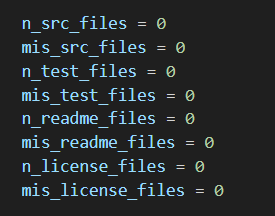 n_src_files = 0
mis_src_files = 0
n_test_files = 0
mis_test_files = 0
n_readme_files = 0
mis_readme_files = 0
n_license_files = 0
mis_license_files = 0